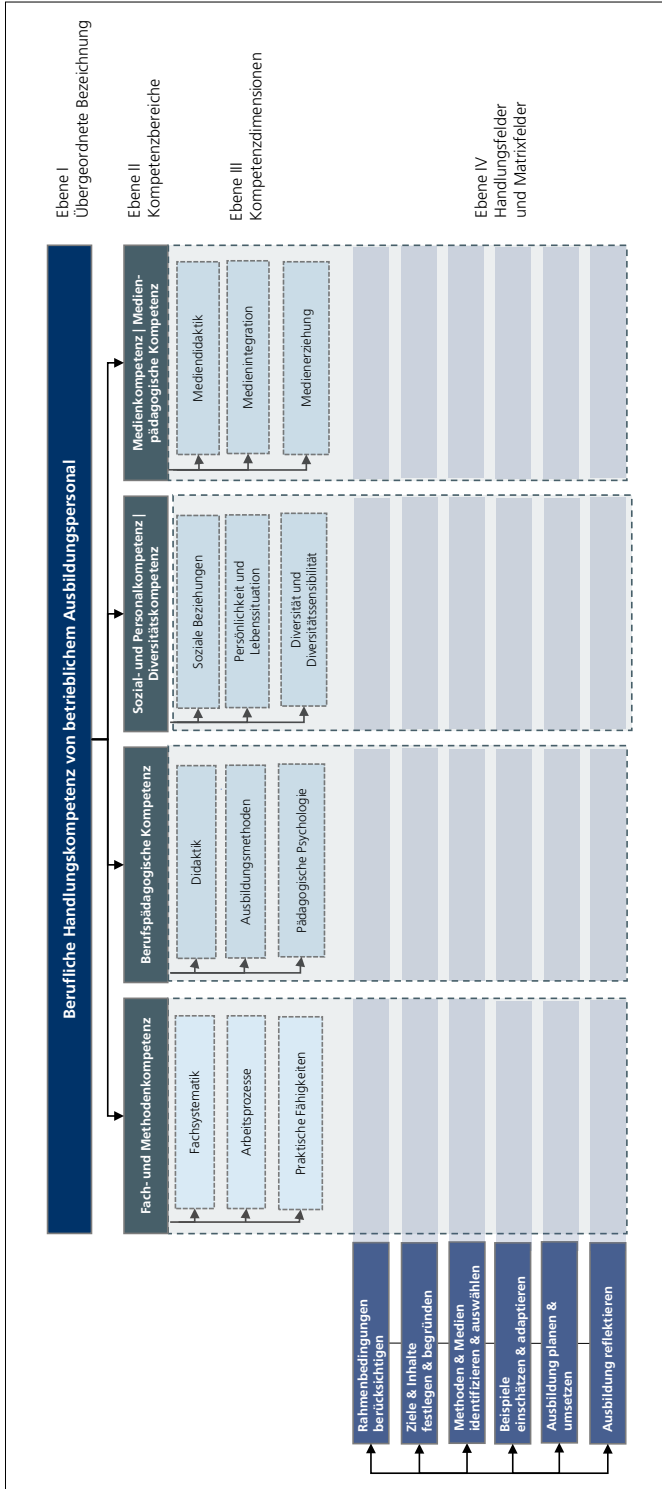 Berufliche Handlungskompetenz von betrieblichem Ausbildungspersonal
Ebene I
Übergeordnete Bezeichnung
Fach- und Methodenkompetenz
Berufspädagogische Kompetenz
Sozial- und Personalkompetenz |
Diversitätskompetenz
Medienkompetenz | Medien-
pädagogische Kompetenz
Ebene II
Kompetenzbereiche
Fachsystematik
Arbeitsprozesse
Praktische Fähigkeiten
Didaktik
Ausbildungsmethoden
Pädagogische Psychologie
Soziale Beziehungen
Persönlichkeit und
Lebenssituation
Diversität und
Diversitätssensibilität
Mediendidaktik
Medienintegration
Medienerziehung
Ebene III
Kompetenzdimensionen
Rahmenbedingungen
berücksichtigen
Ziele & Inhalte
festlegen & begründen
Methoden & Medien
identifizieren & auswählen
Beispiele
einschätzen & adaptieren
Ausbildung planen &
umsetzen
Ausbildung reflektieren
Ebene IV
Handlungsfelder
und Matrixfelder